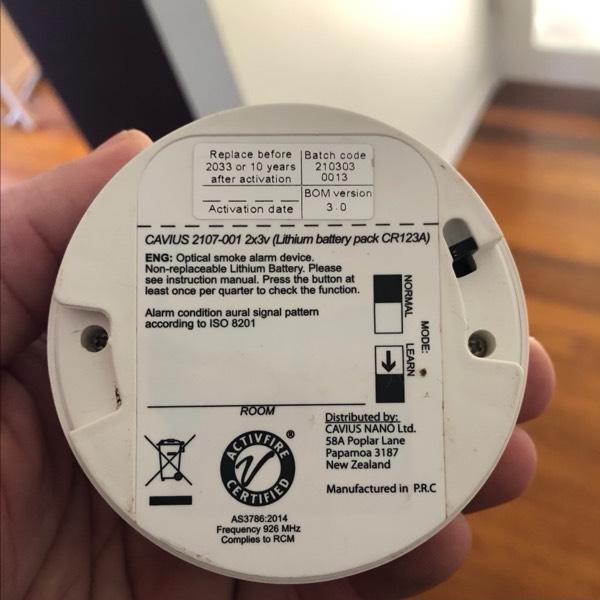 Replace before
2033 or 10 years
after activation
Batch code
210303
0013
Activation date
BOM version
3.0
CAVIUS 2107-001 2x3v (Lithium battery pack CR123A)
ENG: Optical smoke alarm device.
Non-replaceable Lithium Battery. Please
see instruction manual. Press the button at
least once per quarter to check the function.
Alarm condition aural signal pattern
according to ISO 8201
NORMAL
MODE:
LEARN
ROOM
ACTIVFIRE
®
CERTIFIED
AS3786:2014
Frequency 926 MHz
Complies to RCM
Distributed by:
CAVIUS NANO Ltd.
58A Poplar Lane
Papamoa 3187
New Zealand
Manufactured in P.R.C